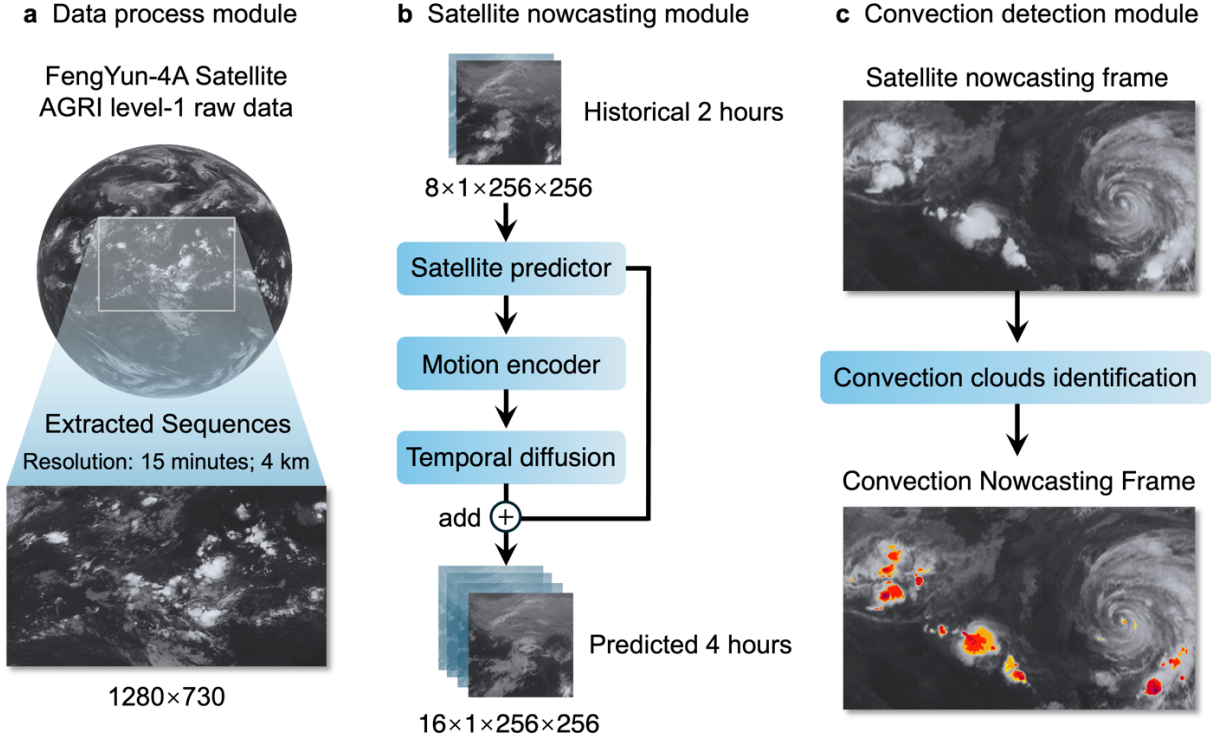 a Data process module
FengYun-4A Satellite
AGRI level-1 raw data
Extracted Sequences
Resolution: 15 minutes; 4 km
1280×730
b Satellite nowcasting module
Historical 2 hours
8×1×256×256
Satellite predictor
Motion encoder
Temporal diffusion
add +
Predicted 4 hours
16×1×256×256
c Convection detection module
Satellite nowcasting frame
Convection clouds identification
Convection Nowcasting Frame